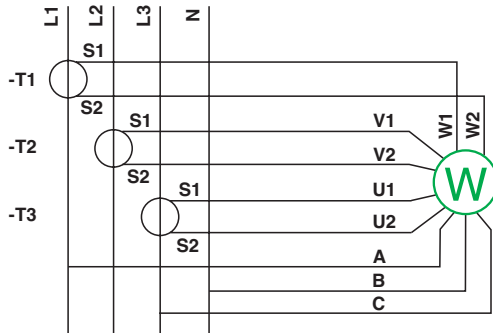 L1 L2 L3 N
S1
-T1
W1 W2
S2
S1 V1
-T2
V2
S2
W
S1 U1
-T3
U2
S2
A
B
C